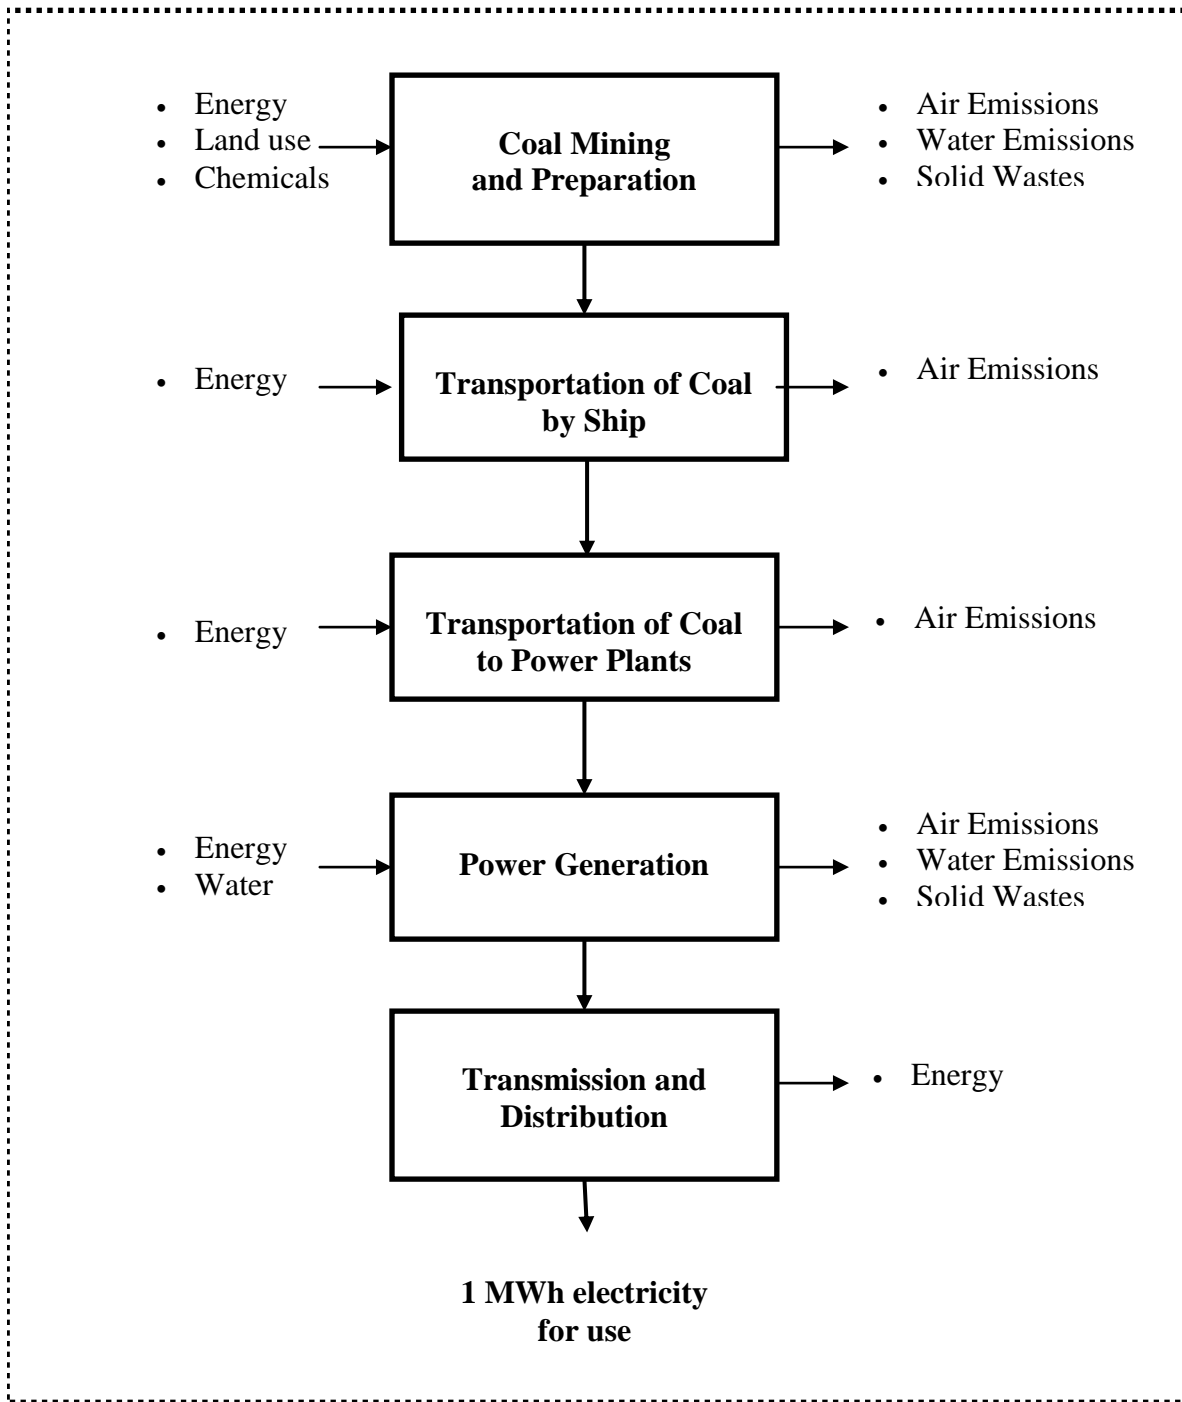 • Energy
• Land use
• Chemicals
Coal Mining
and Preparation
• Air Emissions
• Water Emissions
• Solid Wastes
• Energy
Transportation of Coal
by Ship
• Air Emissions
• Energy
Transportation of Coal
to Power Plants
• Air Emissions
• Energy
• Water
Power Generation
• Air Emissions
• Water Emissions
• Solid Wastes
Transmission and
Distribution
• Energy
1 MWh electricity
for use